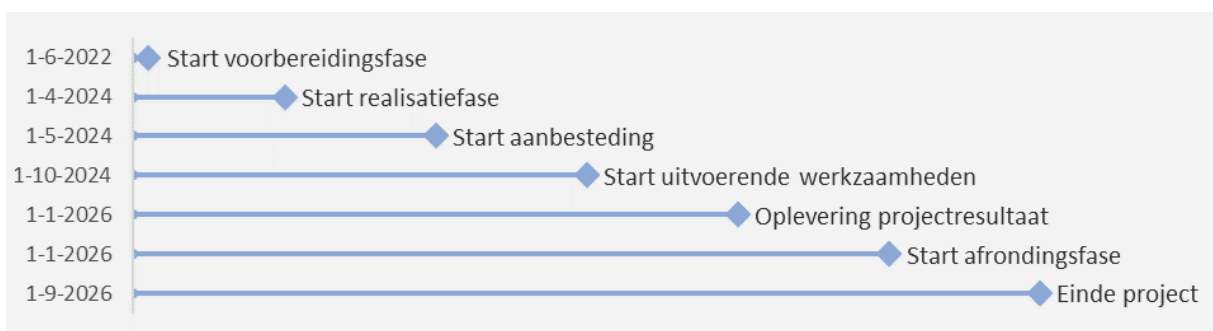 1-6-2022 Start voorbereidingsfase
1-4-2024 Start realisatiefase
1-5-2024 Start aanbesteding
1-10-2024 Start uitvoerende werkzaamheden
1-1-2026 Oplevering projectresultaat
1-1-2026 Start afrondingsfase
1-9-2026 Einde project